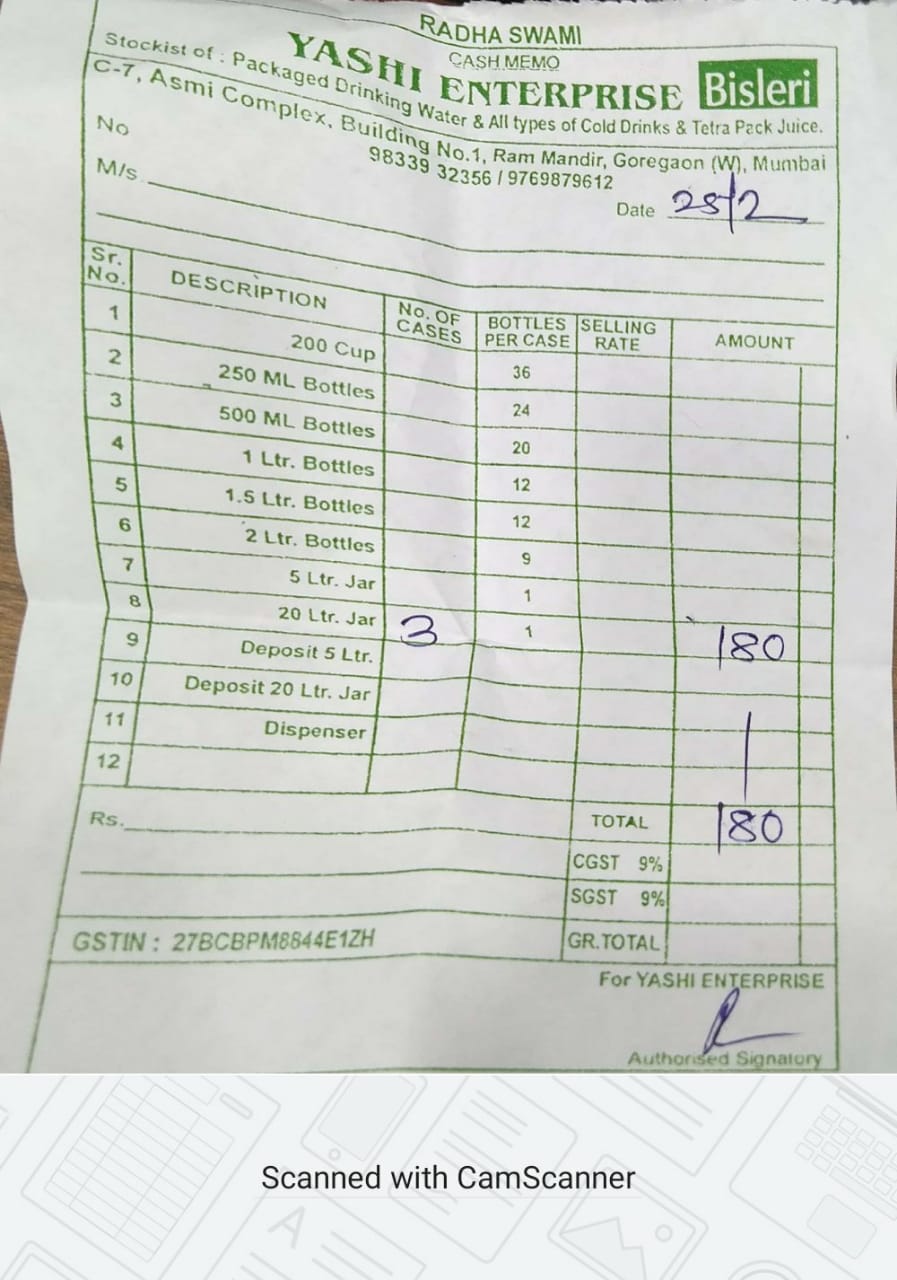 RADHA SWAMI
CASH MEMO
YASHI ENTERPRISE Bisleri
Stockist of : Packaged Drinking Water & All types of Cold Drinks & Tetra Pack Juice.
C-7, Asmi Complex, Building No.1, Ram Mandir, Goregaon (W), Mumbai
98339 32356 / 9769879612
No
Date 25/2
M/s.
Sr. No. DESCRIPTION No. OF CASES BOTTLES PER CASE SELLING RATE AMOUNT
1 200 Cup 36
2 250 ML Bottles 24
3 500 ML Bottles 20
4 1 Ltr. Bottles 12
5 1.5 Ltr. Bottles 12
6 2 Ltr. Bottles 9
7 5 Ltr. Jar 1
8 20 Ltr. Jar 3 1 180
9 Deposit 5 Ltr.
10 Deposit 20 Ltr. Jar
11 Dispenser
12
Rs. TOTAL 180
CGST 9%
SGST 9%
GSTIN : 27BCBPM8844E1ZH GR.TOTAL
For YASHI ENTERPRISE
Authorised Signatory
Scanned with CamScanner